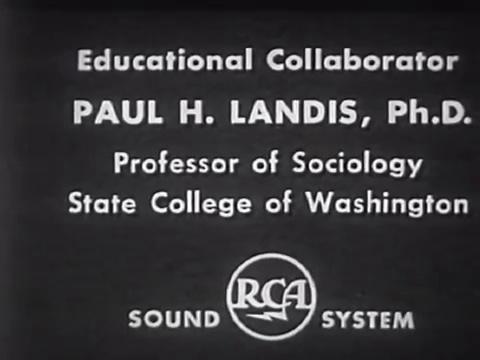 Educational Collaborator
PAUL H. LANDIS, Ph.D.
Professor of Sociology
State College of Washington
SOUND RCA SYSTEM